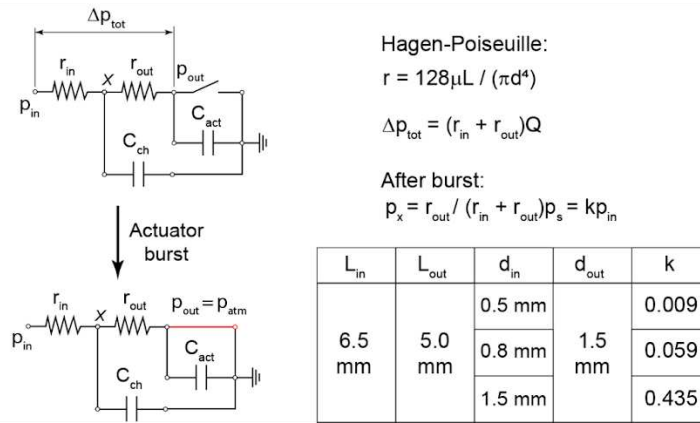 Δp_tot
r_in
x
r_out
p_out
p_in
C_act
C_ch
Actuator
burst
r_in
x
r_out
p_out = p_atm
p_in
C_act
C_ch
Hagen-Poiseuille:
r = 128μL / (πd⁴)
Δp_tot = (r_in + r_out)Q
After burst:
p_x = r_out / (r_in + r_out)p_s = kp_in
L_in L_out d_in d_out k
6.5 mm 5.0 mm 0.5 mm 1.5 mm 0.009
0.8 mm 0.059
1.5 mm 0.435